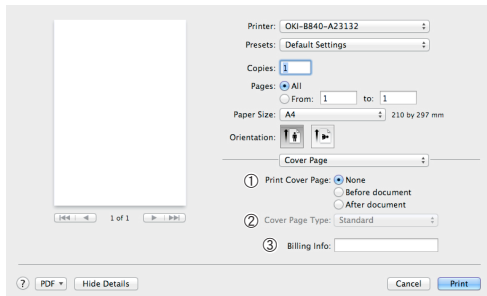 Printer: OKI-B840-A23132
Presets: Default Settings
Copies: 1
Pages: All
From: 1 to: 1
Paper Size: A4 210 by 297 mm
Orientation:
Cover Page
① Print Cover Page: None
Before document
After document
② Cover Page Type: Standard
③ Billing Info:
1 of 1
? PDF Hide Details Cancel Print